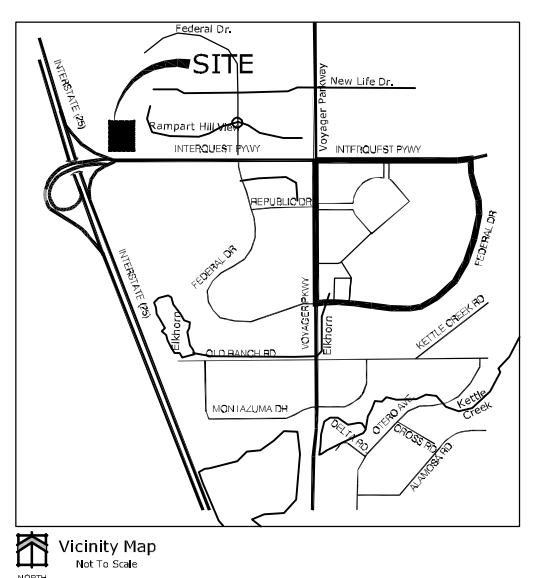 Federal Dr.
SITE
INTERSTATE (25)
New Life Dr.
Voyager Parkway
Rampart Hill View
INTERQUEST PYWY
INTERQUEST PYWY
REPUBLIC DR
FEDERAL DR
FEDERAL DR
INTERSTATE (25)
VOYAGER PKWY
Elkhorn
Elkhorn
KETTLE CREEK RD
OLD RANCH RD
MONTAZUMA DR
Kettle
Creek
OTERO AVE
DELTA RD
CROSS RD
ALAMOSA RD
Vicinity Map
Not To Scale
NORTH